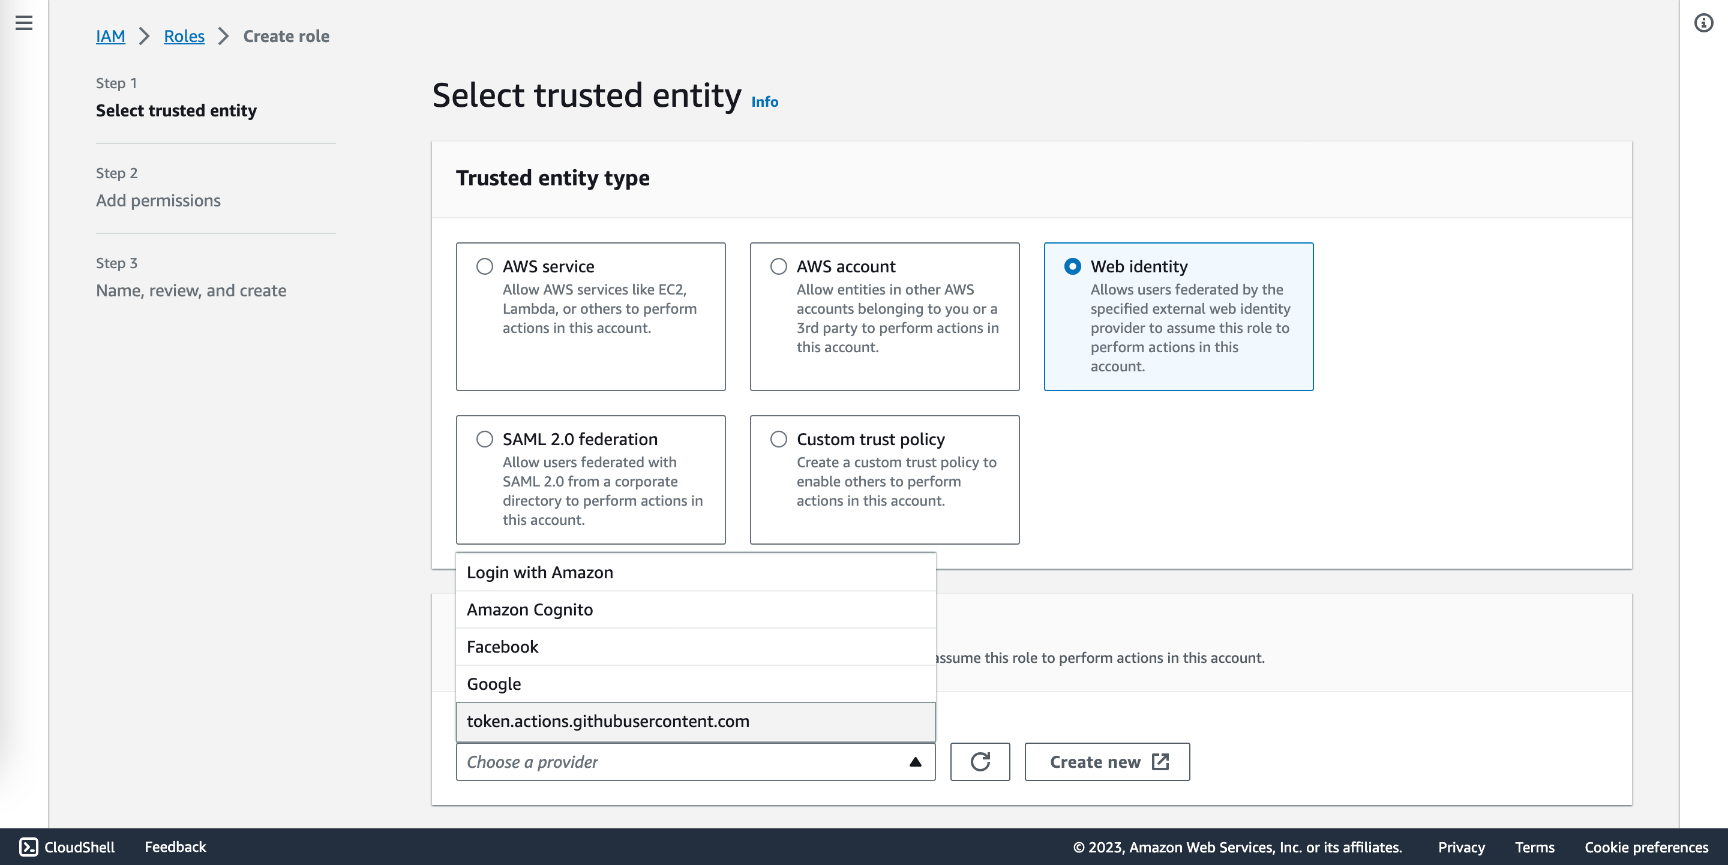 IAM > Roles > Create role
Step 1
Select trusted entity
Step 2
Add permissions
Step 3
Name, review, and create
Select trusted entity Info
Trusted entity type
AWS service
Allow AWS services like EC2,
Lambda, or others to perform
actions in this account.
AWS account
Allow entities in other AWS
accounts belonging to you or a
3rd party to perform actions in
this account.
Web identity
Allows users federated by the
specified external web identity
provider to assume this role to
perform actions in this
account.
SAML 2.0 federation
Allow users federated with
SAML 2.0 from a corporate
directory to perform actions in
this account.
Custom trust policy
Create a custom trust policy to
enable others to perform
actions in this account.
Login with Amazon
Amazon Cognito
Facebook
assume this role to perform actions in this account.
Google
token.actions.githubusercontent.com
Choose a provider
Create new
CloudShell
Feedback
© 2023, Amazon Web Services, Inc. or its affiliates.
Privacy
Terms
Cookie preferences